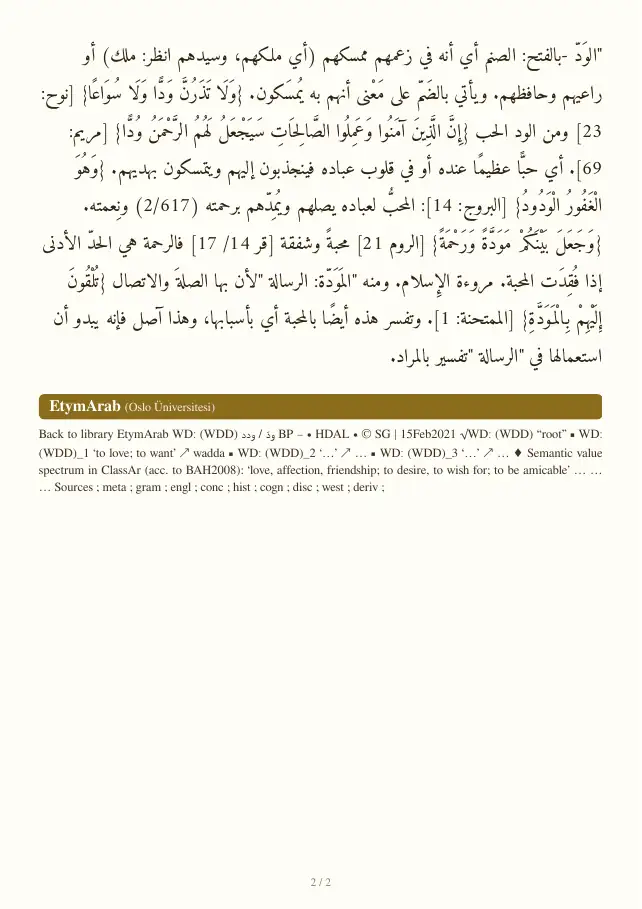 "الوَدّ -بالفتح: الصنم أي أنه في زعمهم ممسكهم (أي ملكهم، وسيدهم انظر: ملك) أو
راعيهم وحافظهم. ويأتي بالضَمّ على مَعْنى أنهم به يُمسَكون. {وَلَا تَذَرُنَّ وَدًّا وَلَا سُوَاعًا} [نوح:
23] ومن الود الحب {إِنَّ الَّذِينَ آمَنُوا وَعَمِلُوا الصَّالِحَاتِ سَيَجْعَلُ لَهُمُ الرَّحْمَنُ وُدًّا} [مريم:
69]. أي حبًّا عظيمًا عنده أو في قلوب عباده فينجذبون إليهم ويتمسكون بهديهم. {وَهُوَ
الْغَفُورُ الْوَدُودُ} [البروج: 14]: المحبُّ لعباده يصلهم ويُمِدّهم برحمته (2/617) ونِعمته.
{وَجَعَلَ بَيْنَكُمْ مَوَدَّةً وَرَحْمَةً} [الروم 21] محبةً وشفقة [قر 14/ 17] فالرحمة هي الحدّ الأدنى
إذا فُقِدَت المحبة. مروءة الإِسلام. ومنه "المَوَدّة: الرسالة "لأن بها الصلةَ والاتصال {تُلْقُونَ
إِلَيْهِمْ بِالْمَوَدَّةِ} [الممتحنة: 1]. وتفسر هذه أيضًا بالمحبة أي بأسبابها، وهذا آصل فإنه يبدو أن
استعمالها في "الرسالة "تفسير بالمراد.
EtymArab (Oslo Üniversitesi)
Back to library EtymArab WD: (WDD) ودّ / ودد BP – • HDAL • © SG | 15Feb2021 √WD: (WDD) “root” ▪ WD:
(WDD)_1 ‘to love; to want’ ↗ wadda ▪ WD: (WDD)_2 ‘…’ ↗ … ▪ WD: (WDD)_3 ‘…’ ↗ … ♦ Semantic value
spectrum in ClassAr (acc. to BAH2008): ‘love, affection, friendship; to desire, to wish for; to be amicable’ … …
… Sources ; meta ; gram ; engl ; conc ; hist ; cogn ; disc ; west ; deriv ;
2 / 2